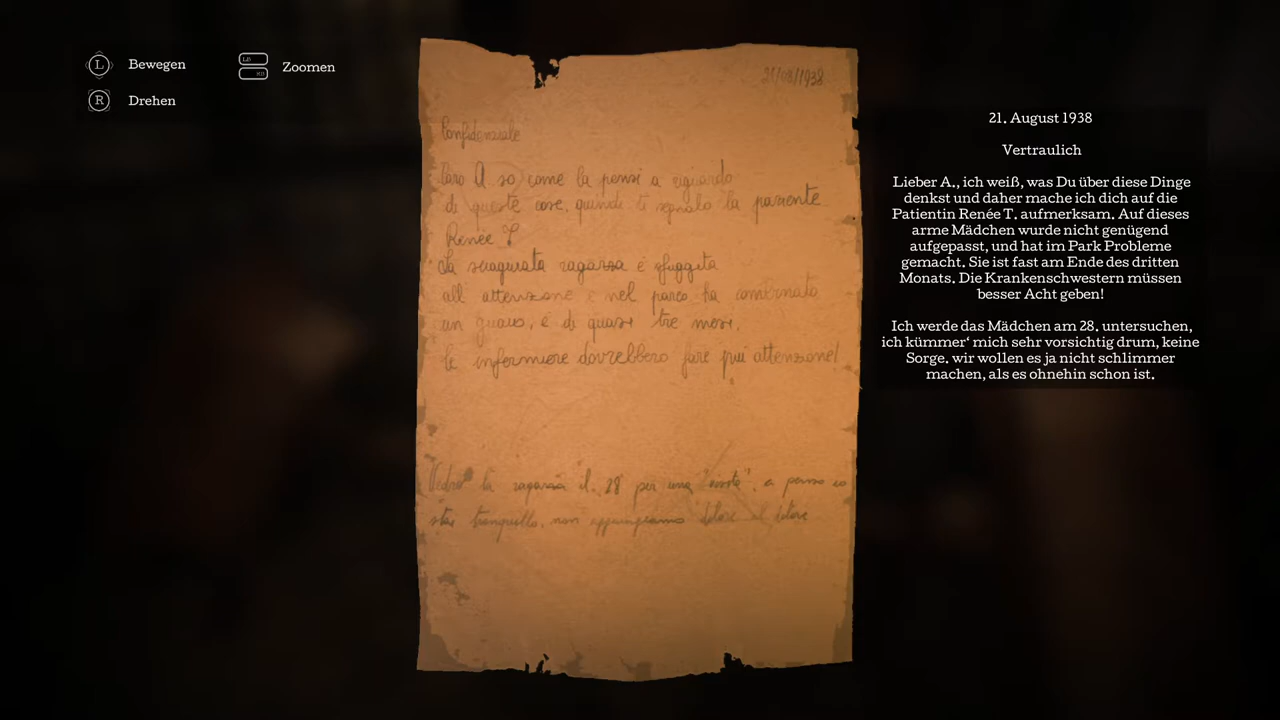 Bewegen
Zoomen
Drehen
21/08/1938
Confidenziale
Caro A so come la pensi a riguardo
di queste cose, quindi ti segnalo la paziente
Renée T
La sciagurata ragazza è sfuggita
all' attenzione e nel parco ha combinato
un guaio, è di quasi tre mesi,
le infermiere dovrebbero fare più attenzione!
Vedrò la ragazza il 28 per una "visita", ci penso io
stai tranquillo, non aggiungiamo dolore al dolore
21. August 1938
Vertraulich
Lieber A., ich weiß, was Du über diese Dinge
denkst und daher mache ich dich auf die
Patientin Renée T. aufmerksam. Auf dieses
arme Mädchen wurde nicht genügend
aufgepasst, und hat im Park Probleme
gemacht. Sie ist fast am Ende des dritten
Monats. Die Krankenschwestern müssen
besser Acht geben!
Ich werde das Mädchen am 28. untersuchen,
ich kümmer‘ mich sehr vorsichtig drum, keine
Sorge. wir wollen es ja nicht schlimmer
machen, als es ohnehin schon ist.